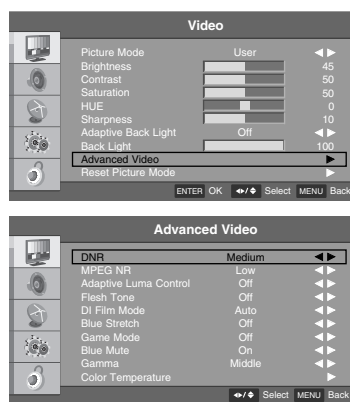 Video
Picture Mode User
Brightness 45
Contrast 50
Saturation 50
HUE 0
Sharpness 10
Adaptive Back Light Off
Back Light 100
Advanced Video
Reset Picture Mode
ENTER OK Select MENU Back
Advanced Video
DNR Medium
MPEG NR Low
Adaptive Luma Control Off
Flesh Tone Off
DI Film Mode Auto
Blue Stretch Off
Game Mode Off
Blue Mute On
Gamma Middle
Color Temperature
Select MENU Back